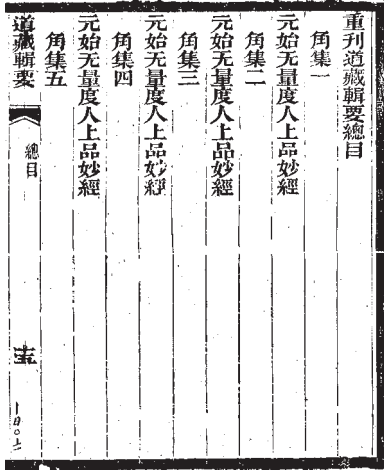 重刊道藏輯要總目
角集一
元始无量度人上品妙經
角集二
元始无量度人上品妙經
角集三
元始无量度人上品妙經
角集四
元始无量度人上品妙經
角集五
道藏輯要
總目